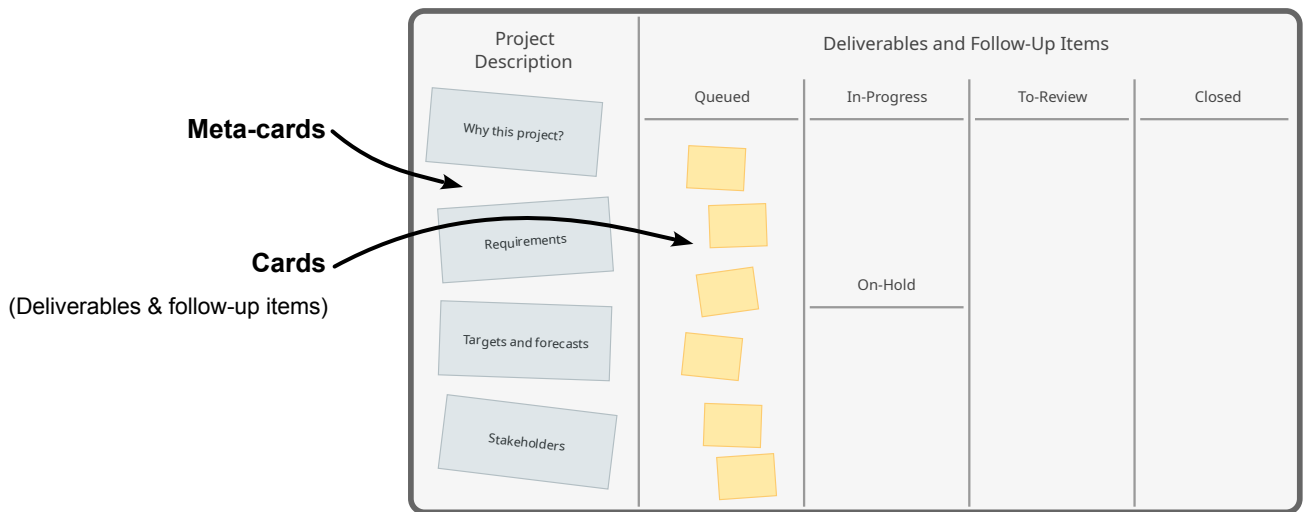 Project
Description
Deliverables and Follow-Up Items
Queued
In-Progress
To-Review
Closed
Meta-cards
Why this project?
Requirements
Cards
(Deliverables & follow-up items)
On-Hold
Targets and forecasts
Stakeholders